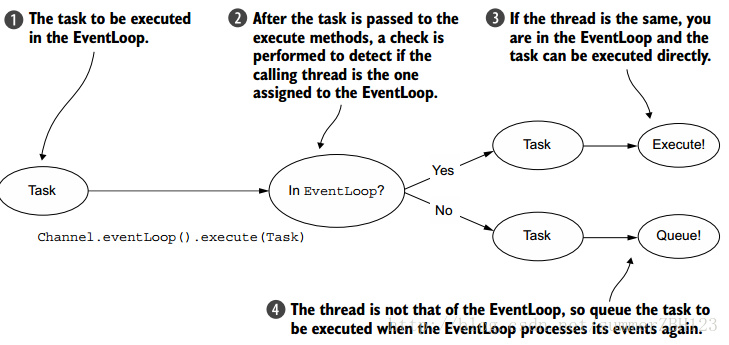 1 The task to be executed
in the EventLoop.
2 After the task is passed to the
execute methods, a check is
performed to detect if the
calling thread is the one
assigned to the EventLoop.
3 If the thread is the same, you
are in the EventLoop and the
task can be executed directly.
Task
In EventLoop?
Yes
No
Task
Execute!
Task
Queue!
Channel.eventLoop().execute(Task)
4 The thread is not that of the EventLoop, so queue the task to
be executed when the EventLoop processes its events again.